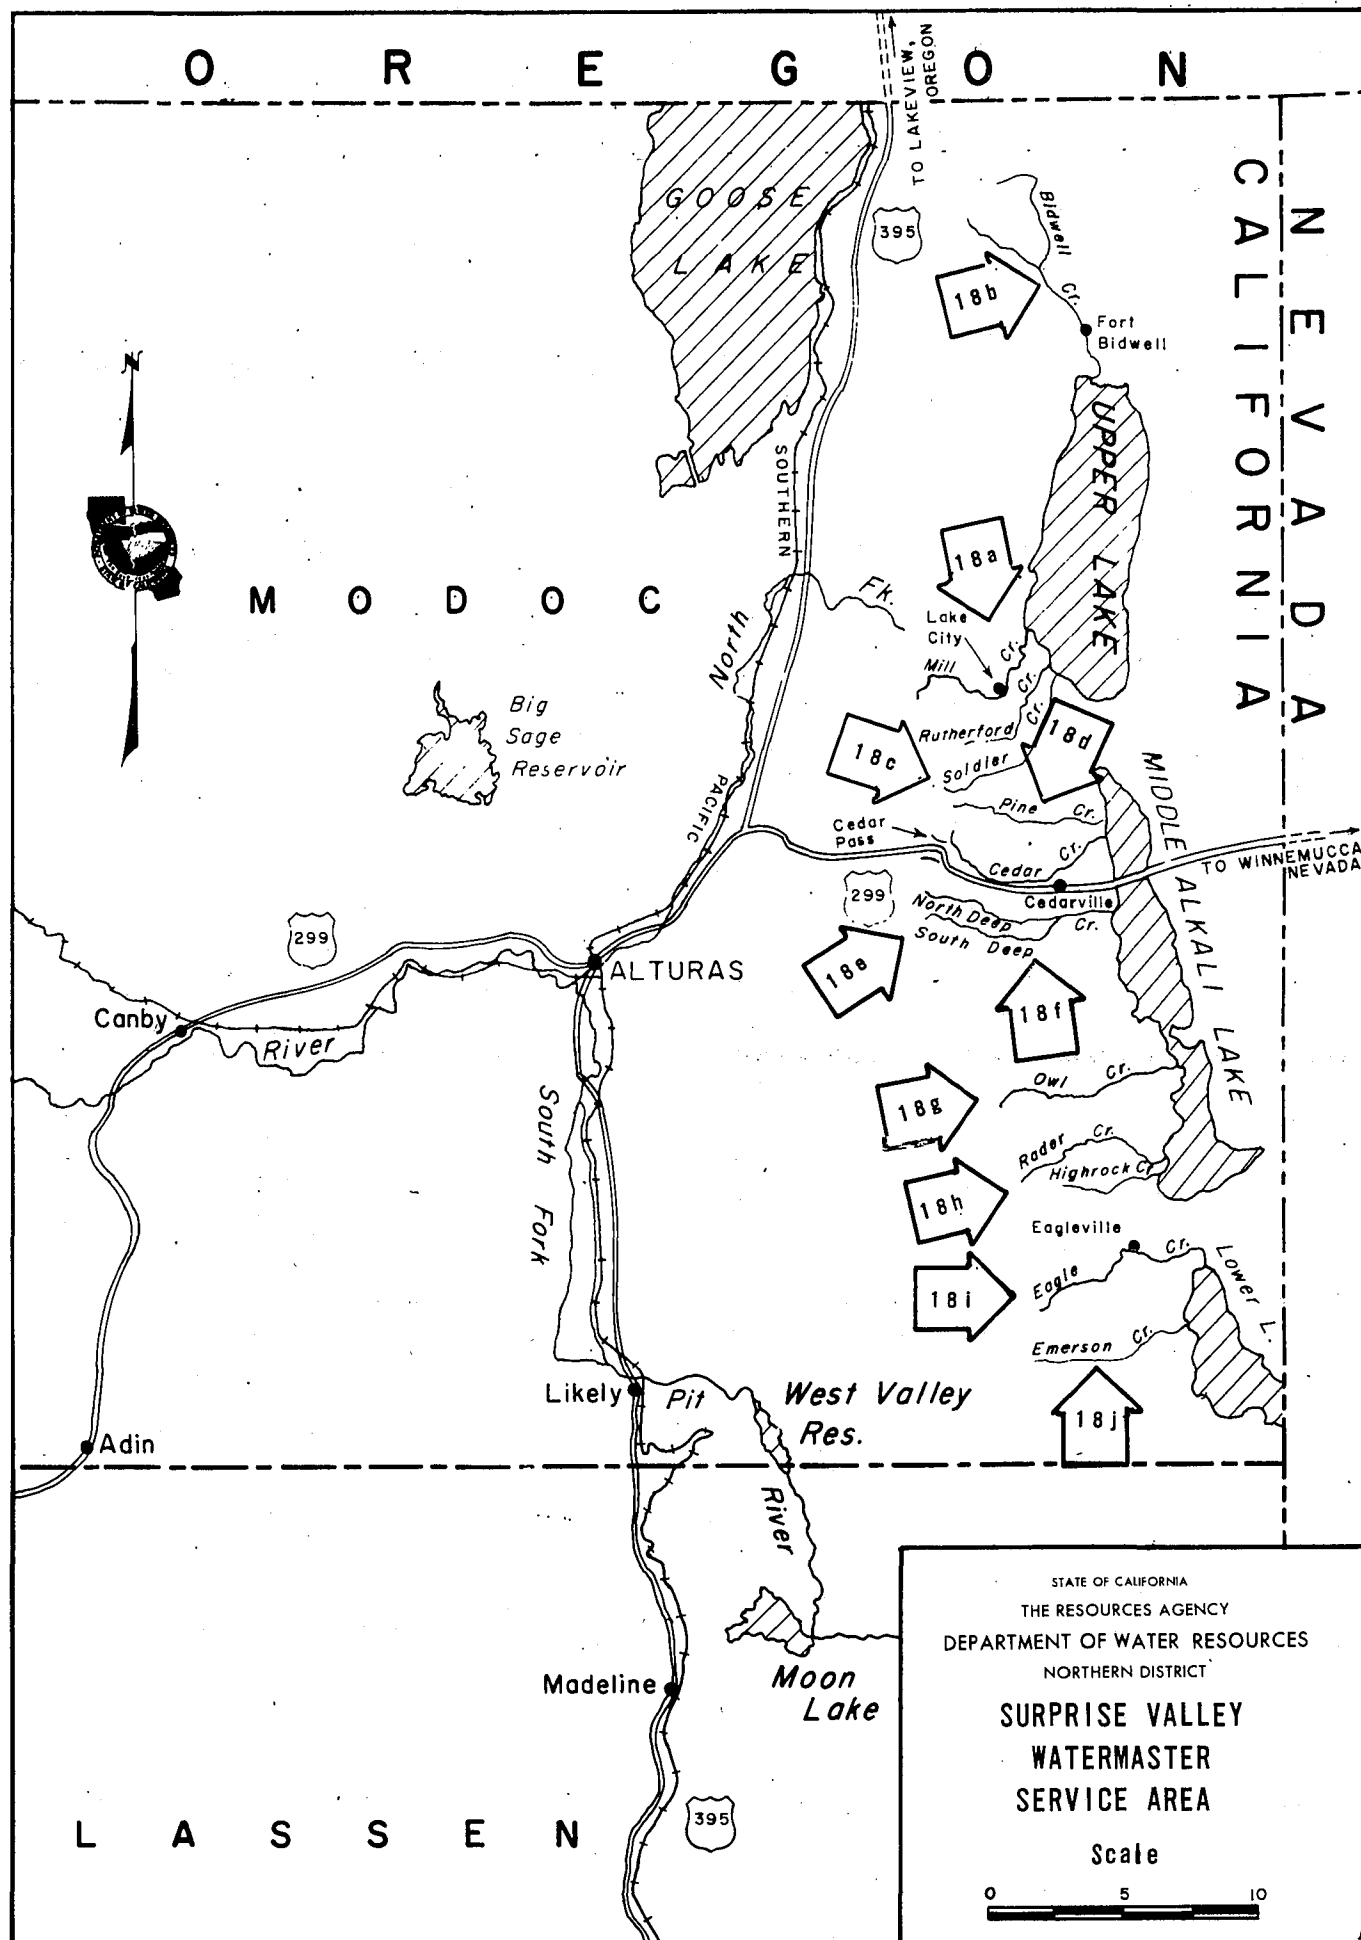 OREGON
TO LAKEVIEW,
OREGON
NEVADA
CALIFORNIA
GOOSE
LAKE
395
Bidwell
Cr.
18b
Fort
Bidwell
N
UPPER LAKE
SOUTHERN
18a
MODOC
Fk.
North
Lake
City
Mill
Cr.
Cr.
Cr.
Rutherford
Soldier
18d
18c
Big
Sage
Reservoir
PACIFIC
Pine Cr.
MIDDLE ALKALI LAKE
Cedar
Pass
Cedar
Cr.
TO WINNEMUCCA
NEVADA
299
Cedarville
North Deep
Cr.
South Deep
299
ALTURAS
18e
18f
Canby
River
Owl Cr.
18g
South Fork
Rader Cr.
Highrock Cr.
18h
Eagleville
Eagle
Cr.
Lower L.
18i
Emerson Cr.
Likely
Pit
West Valley
Res.
18j
Adin
River
Madeline
Moon
Lake
395
LASSEN
STATE OF CALIFORNIA
THE RESOURCES AGENCY
DEPARTMENT OF WATER RESOURCES
NORTHERN DISTRICT
SURPRISE VALLEY
WATERMASTER
SERVICE AREA
Scale
0 5 10